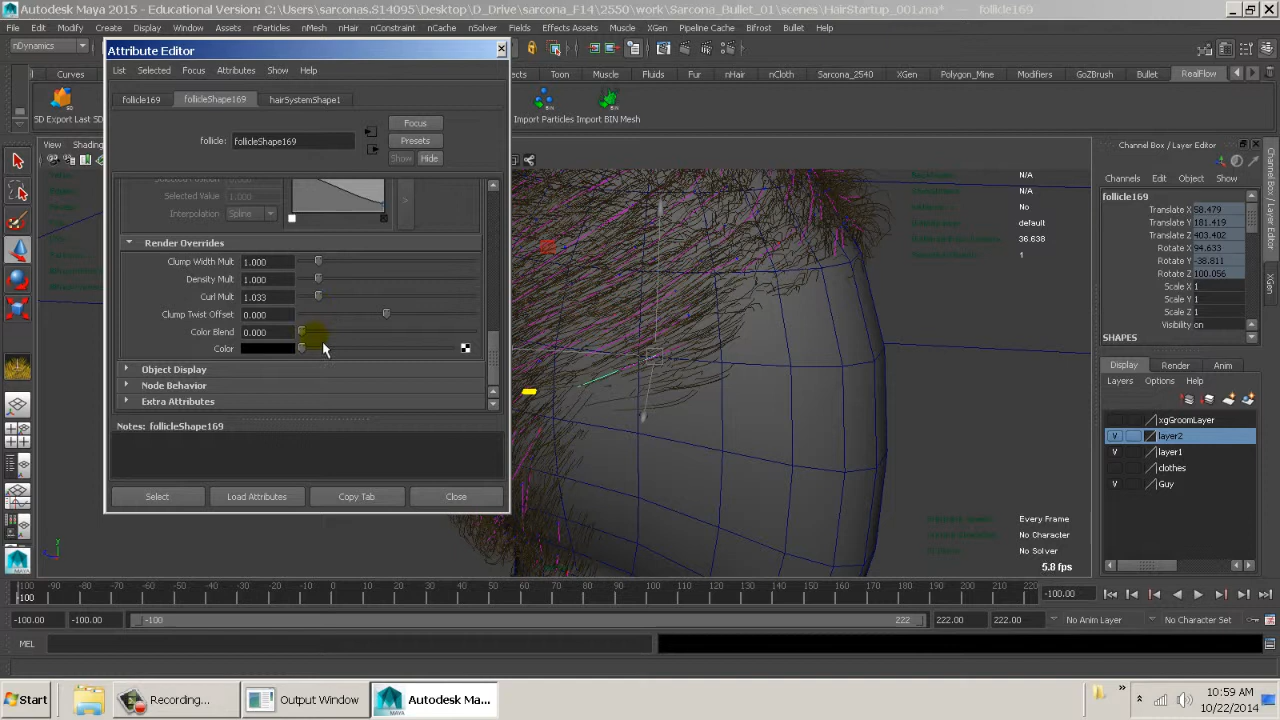 Autodesk Maya 2015 - Educational Version: C:\Users\sarconas.S14095\Desktop\D_Drive\sarcona_F14\2550\work\Sarcona_Bullet_01\scenes\HairStartup_001.ma* --- follicle169
File Edit Modify Create Display Window Assets nParticles nMesh nHair nConstraint nCache nSolver Fields Effects Assets Muscle XGen Pipeline Cache Bifrost Bullet Help
nDynamics
Attribute Editor
Curves Toon Muscle Fluids Fur nHair nCloth Sarcona_2540 XGen Polygon_Mine Modifiers GoZBrush Bullet RealFlow
List Selected Focus Attributes Show Help
follicle169 followShape169 hairSystemShape1
SD Export Last SD
Import Particles Import BIN Mesh
Focus
follicle: follicleShape169
Presets
Show Hide
View Shading
Channel Box / Layer Editor
Channels Edit Object Show
follicle169
Translate X 58.479
Translate Y 181.419
Translate Z 403.402
Rotate X 94.633
Rotate Y -38.811
Rotate Z 100.056
Scale X 1
Scale Y 1
Scale Z 1
Visibility on
SHAPES
N/A
N/A
No
default
36.638
1
Selected Value 1.000
Interpolation Spline
Render Overrides
Clump Width Mult 1.000
Density Mult 1.000
Curl Mult 1.033
Clump Twist Offset 0.000
Color Blend 0.000
Color
Object Display
Node Behavior
Extra Attributes
Notes: follicleShape169
Select Load Attributes Copy Tab Close
Display Render Anim
Layers Options Help
xgGroomLayer
V layer2
V layer1
clothes
V Guy
Every Frame
No Character
No Solver
5.8 fps
Channel Box / Layer Editor
XGen
-100 -90 -80 -70 -60 -50 -40 -30 -20 -10 0 10 20 30 40 50 60 70 80 90 100 110 120 130 140 150 160 170 180 190 200 210 220
-100
-100.00
-100.00 -100.00 -100 222 222.00 222.00 No Anim Layer No Character Set
MEL
Start Recording... Output Window Autodesk Ma...
10:59 AM
10/22/2014